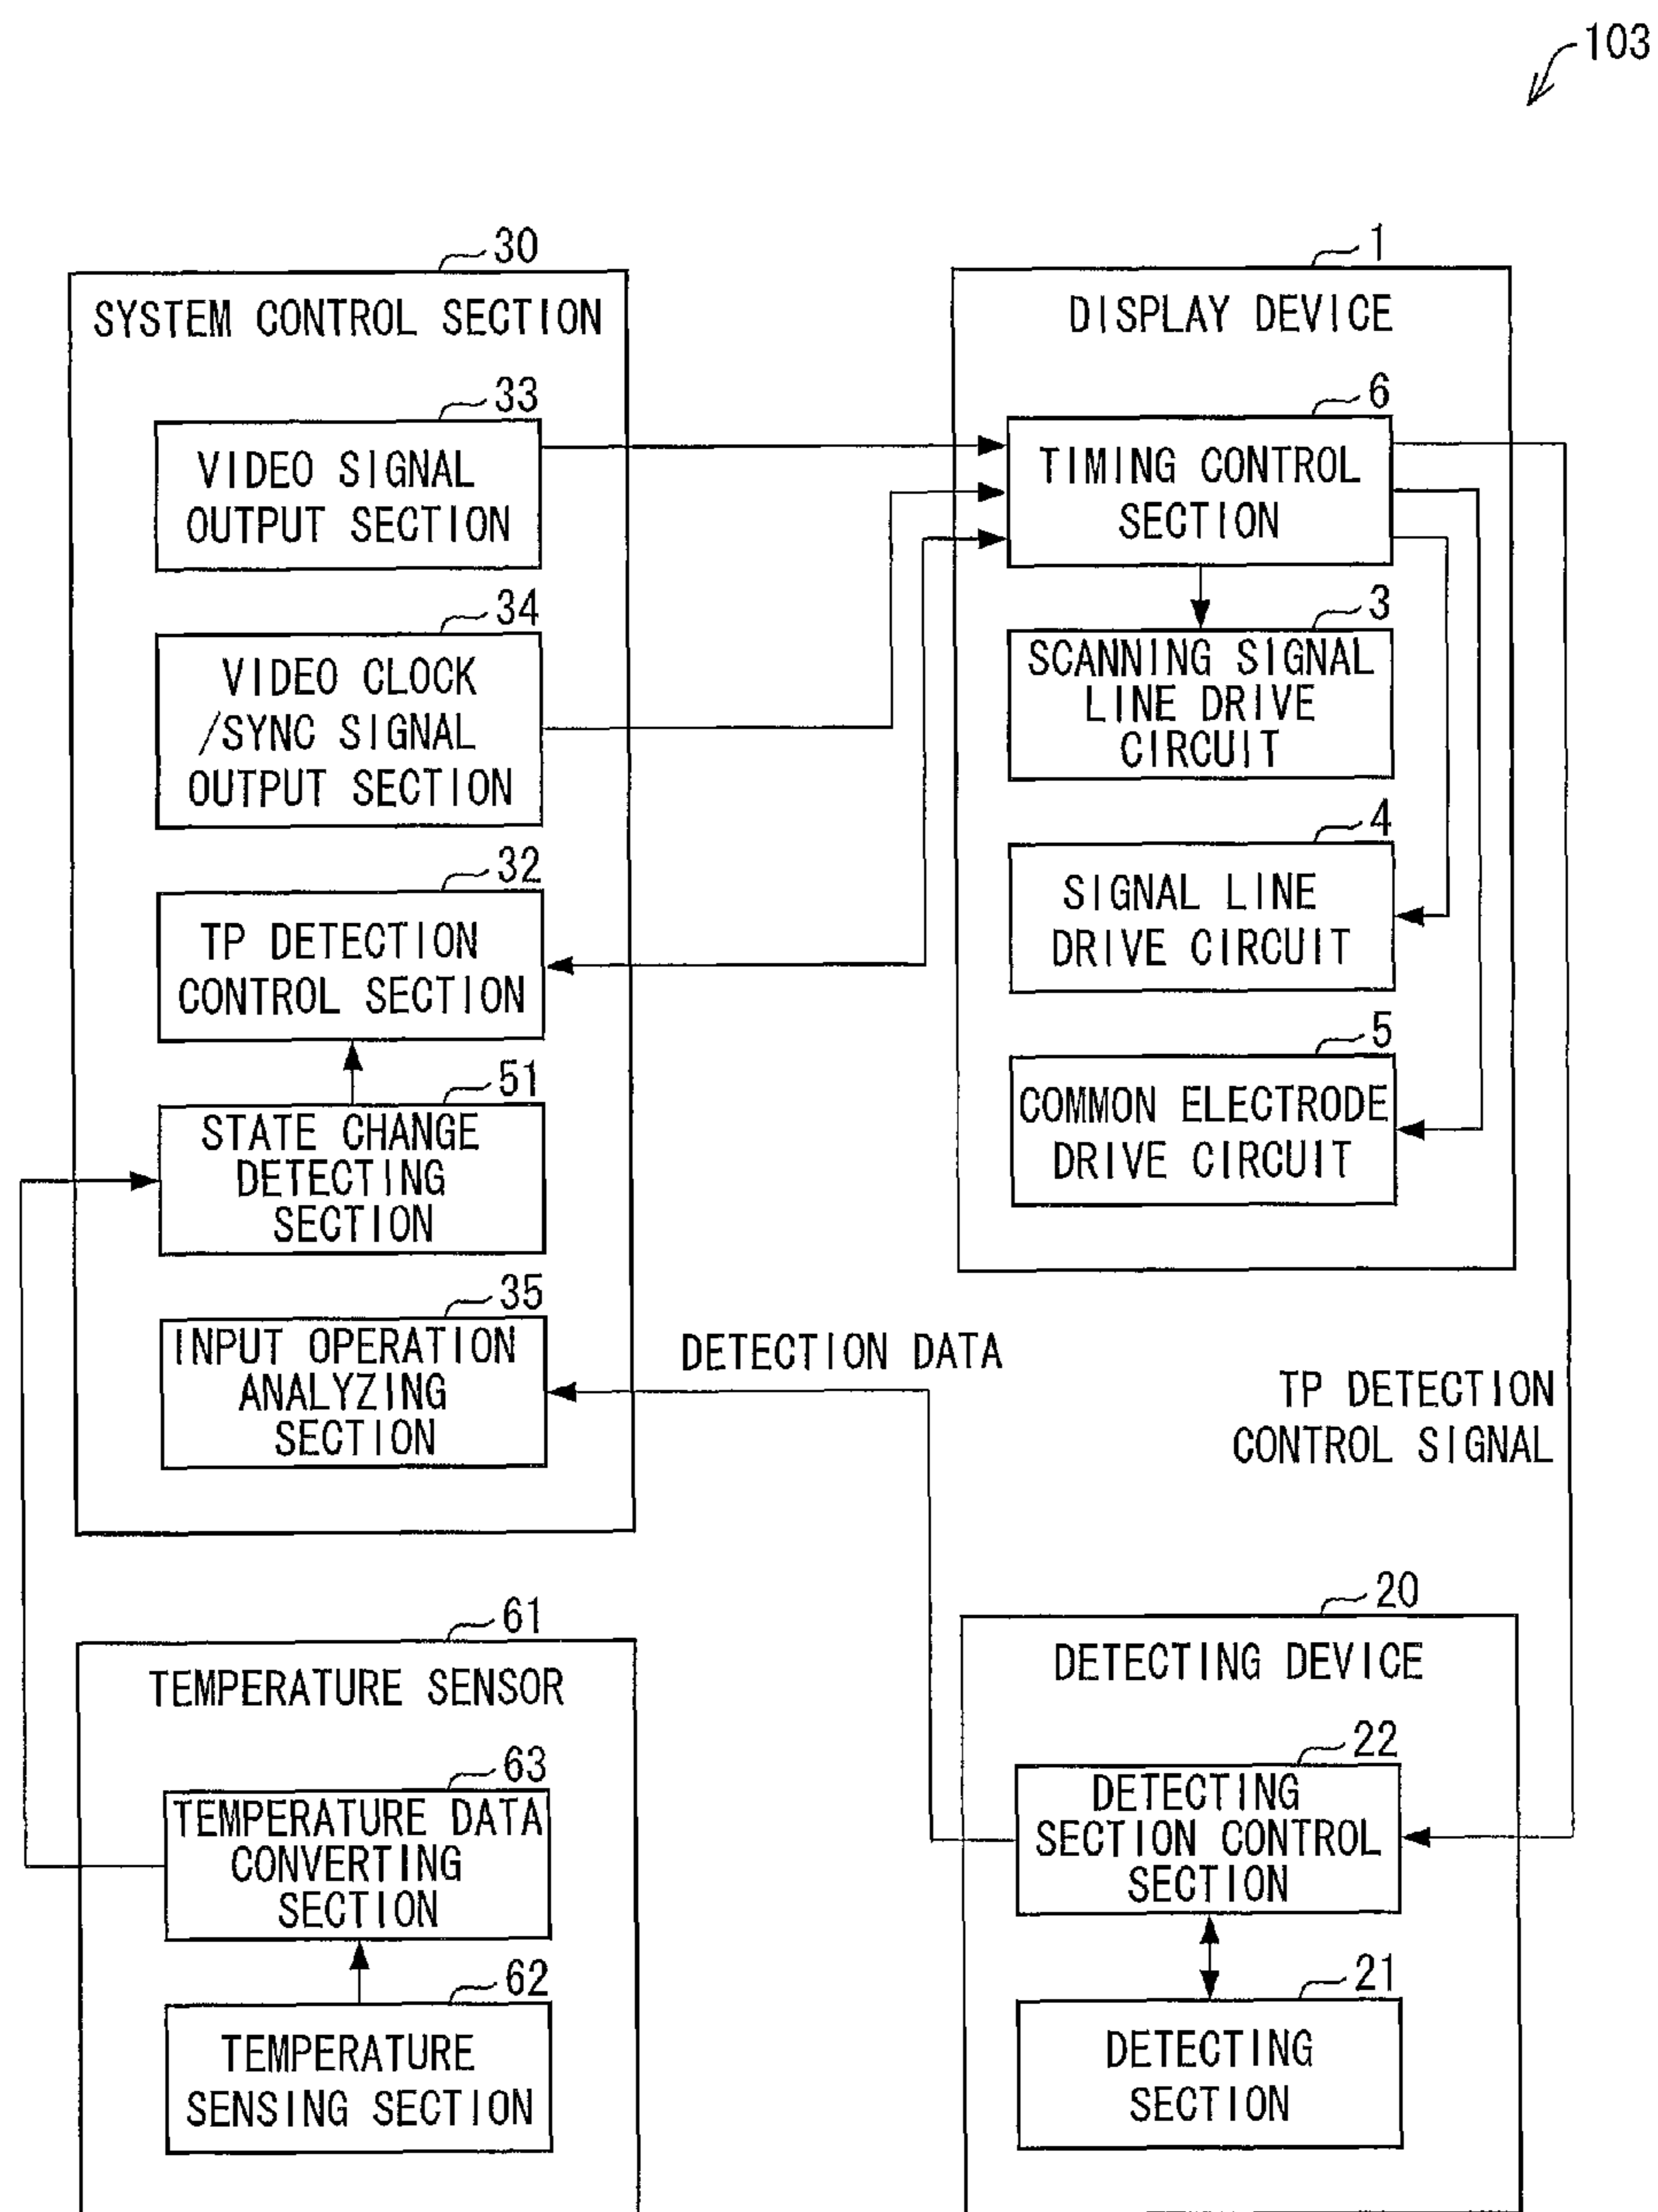 103
30
SYSTEM CONTROL SECTION
33
VIDEO SIGNAL
OUTPUT SECTION
34
VIDEO CLOCK
/SYNC SIGNAL
OUTPUT SECTION
32
TP DETECTION
CONTROL SECTION
51
STATE CHANGE
DETECTING
SECTION
35
INPUT OPERATION
ANALYZING
SECTION
1
DISPLAY DEVICE
6
TIMING CONTROL
SECTION
3
SCANNING SIGNAL
LINE DRIVE
CIRCUIT
4
SIGNAL LINE
DRIVE CIRCUIT
5
COMMON ELECTRODE
DRIVE CIRCUIT
DETECTION DATA
TP DETECTION
CONTROL SIGNAL
61
TEMPERATURE SENSOR
63
TEMPERATURE DATA
CONVERTING
SECTION
62
TEMPERATURE
SENSING SECTION
20
DETECTING DEVICE
22
DETECTING
SECTION CONTROL
SECTION
21
DETECTING
SECTION